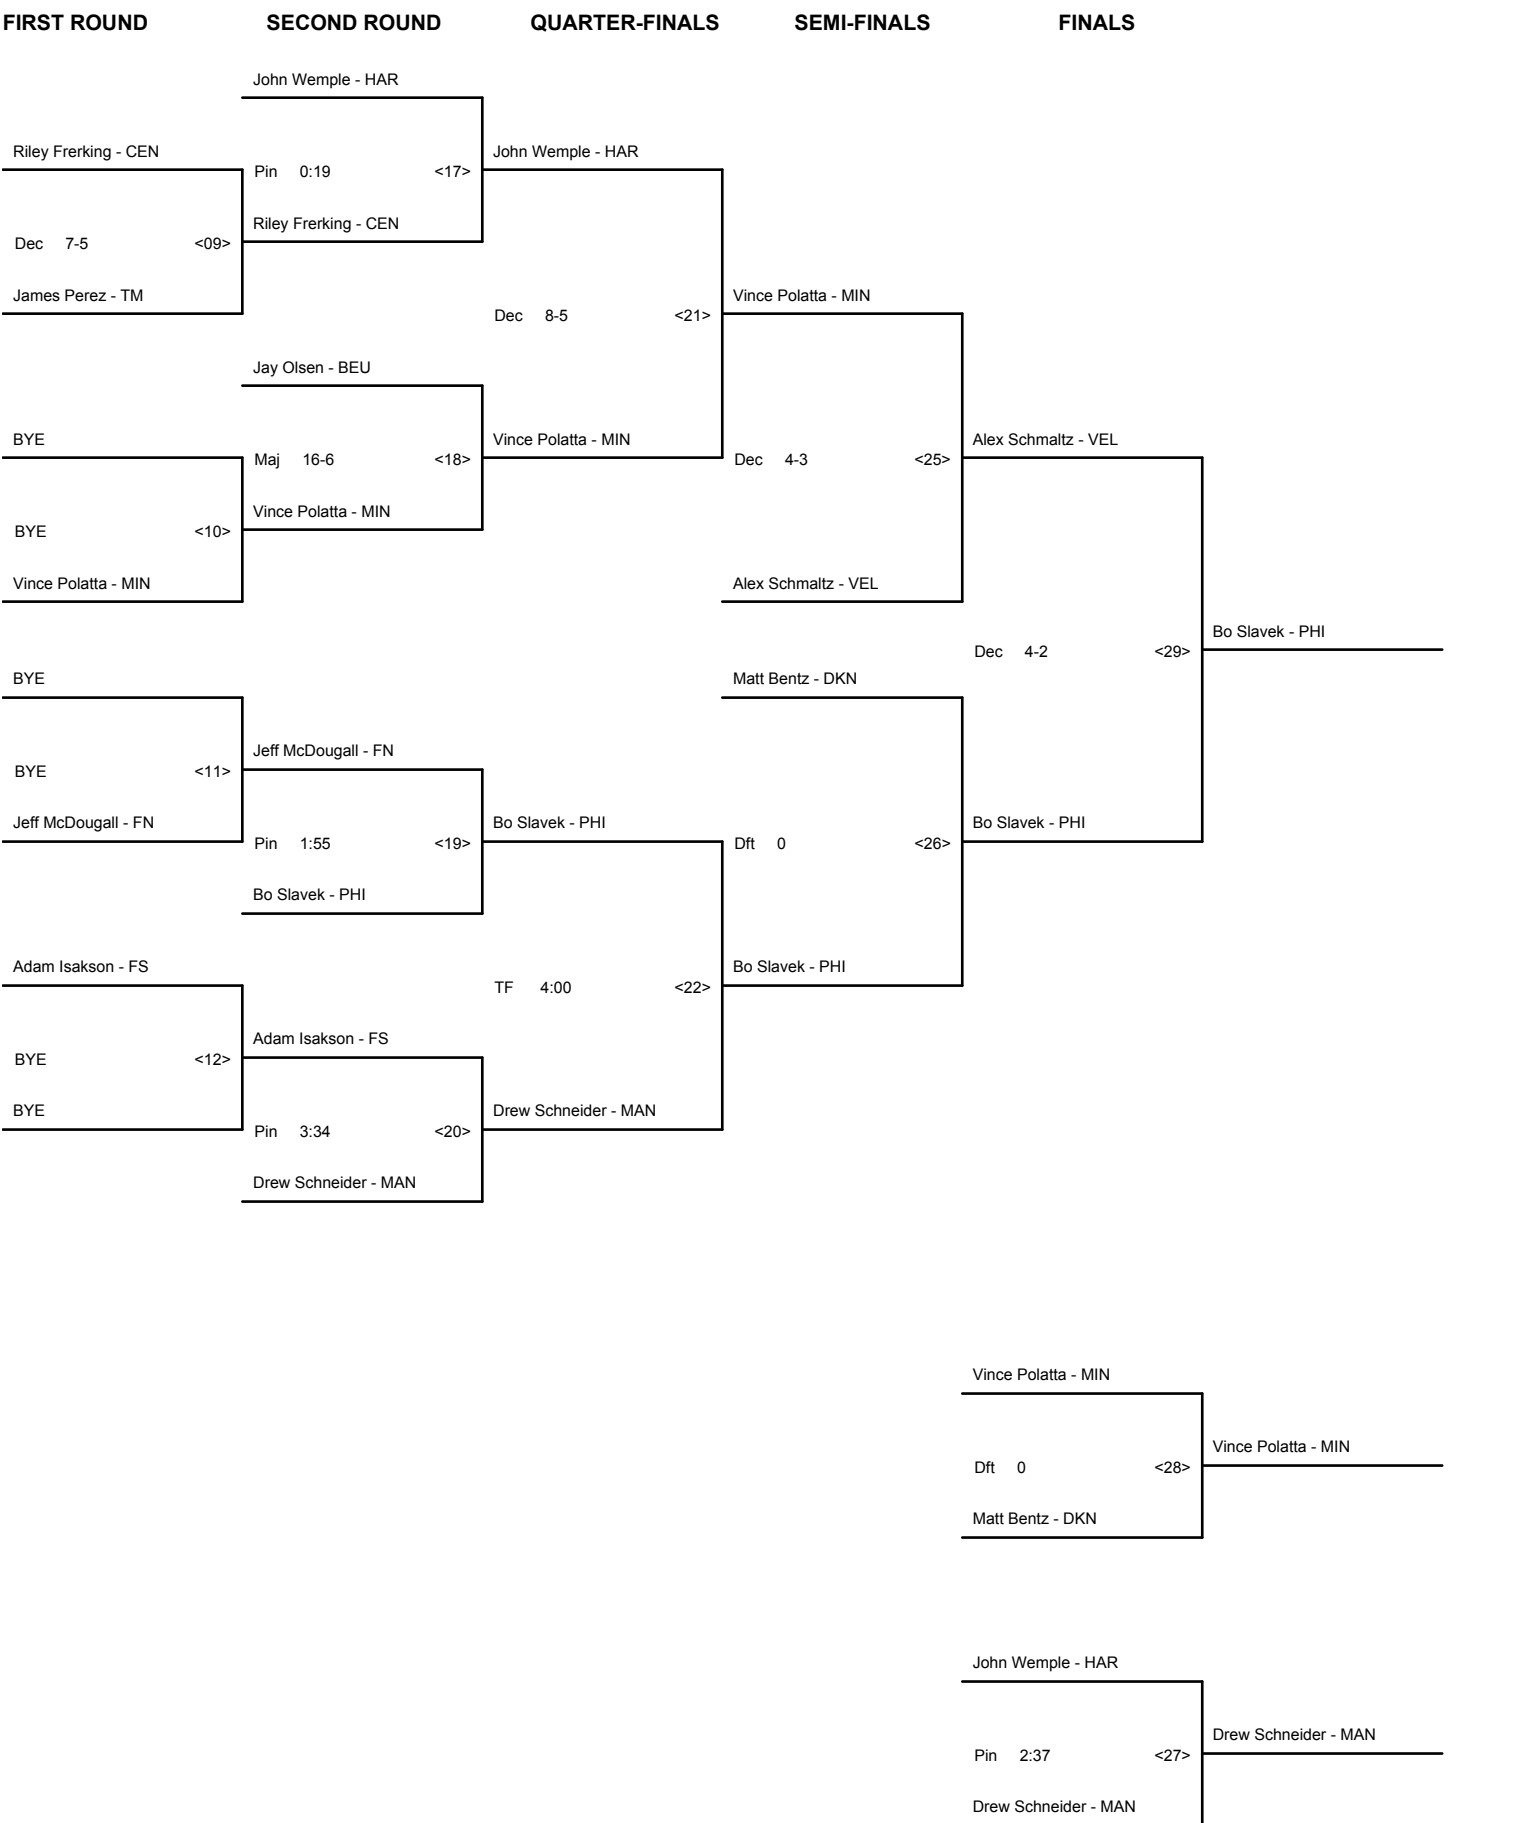 FIRST ROUND SECOND ROUND QUARTER-FINALS SEMI-FINALS FINALS
John Wemple - HAR
Riley Frerking - CEN John Wemple - HAR
Pin 0:19 <17>
Riley Frerking - CEN
Dec 7-5 <09>
James Perez - TM Vince Polatta - MIN
Dec 8-5 <21>
Jay Olsen - BEU
BYE Vince Polatta - MIN Alex Schmaltz - VEL
Maj 16-6 <18> Dec 4-3 <25>
Vince Polatta - MIN
BYE <10>
Vince Polatta - MIN Alex Schmaltz - VEL
Bo Slavek - PHI
Dec 4-2 <29>
BYE Matt Bentz - DKN
Jeff McDougall - FN
BYE <11>
Jeff McDougall - FN Bo Slavek - PHI Bo Slavek - PHI
Pin 1:55 <19> Dft 0 <26>
Bo Slavek - PHI
Adam Isakson - FS Bo Slavek - PHI
TF 4:00 <22>
Adam Isakson - FS
BYE <12>
BYE Drew Schneider - MAN
Pin 3:34 <20>
Drew Schneider - MAN
Vince Polatta - MIN
Vince Polatta - MIN
Dft 0 <28>
Matt Bentz - DKN
John Wemple - HAR
Drew Schneider - MAN
Pin 2:37 <27>
Drew Schneider - MAN